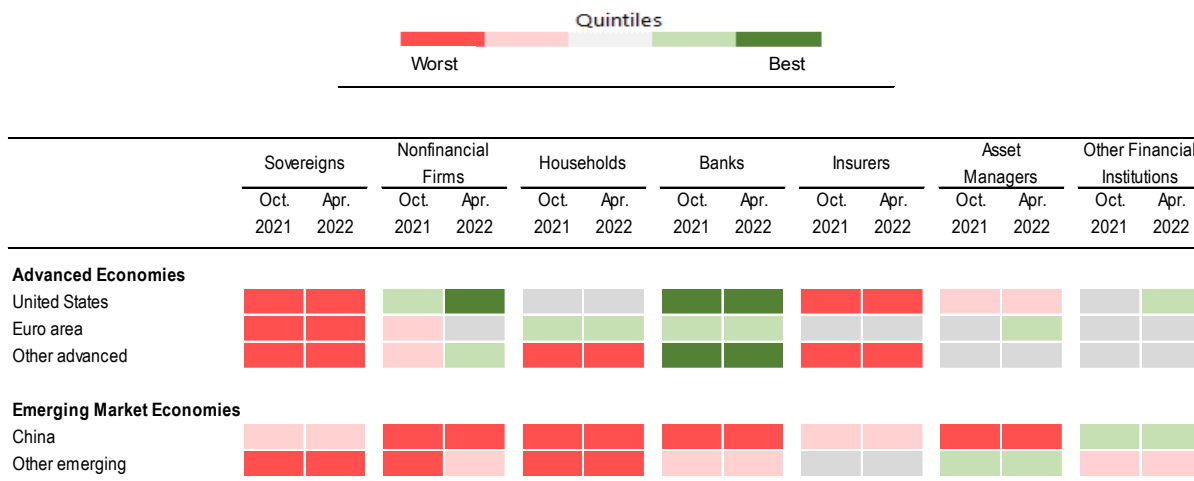 Quintiles
Worst Best
Sovereigns Nonfinancial Firms Households Banks Insurers Asset Managers Other Financial Institutions
Oct. 2021 Apr. 2022 Oct. 2021 Apr. 2022 Oct. 2021 Apr. 2022 Oct. 2021 Apr. 2022 Oct. 2021 Apr. 2022 Oct. 2021 Apr. 2022 Oct. 2021 Apr. 2022
Advanced Economies
United States
Euro area
Other advanced
Emerging Market Economies
China
Other emerging